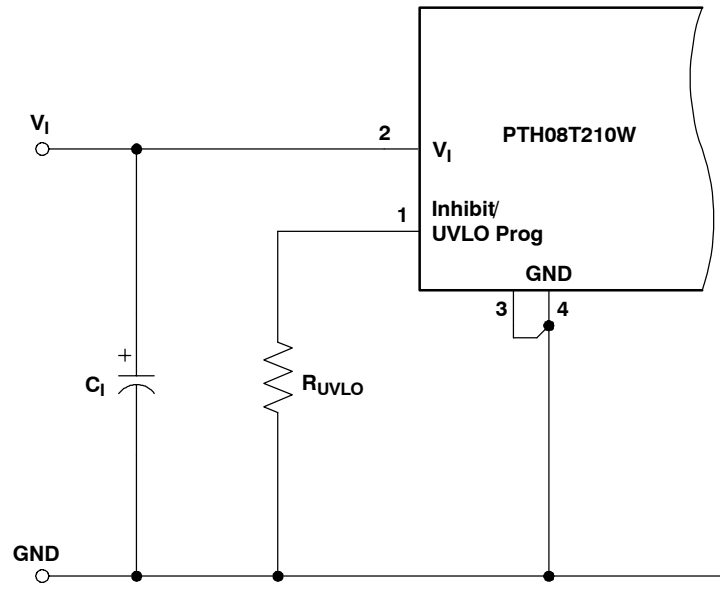 V_I
2
V_I
PTH08T210W
1
Inhibit/
UVLO Prog
GND
3
4
+
C_I
R_UVLO
GND